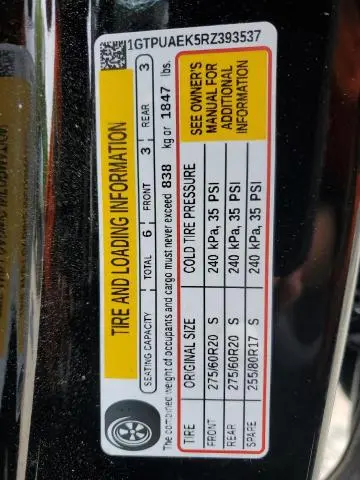 1GTPUAEK5RZ393537
TIRE AND LOADING INFORMATION
SEATING CAPACITY TOTAL 6 FRONT 3 REAR 3
The combined weight of occupants and cargo must never exceed 838 kg or 1847 lbs.
TIRE ORIGINAL SIZE COLD TIRE PRESSURE
FRONT 275/60R20 S 240 kPa, 35 PSI
REAR 275/60R20 S 240 kPa, 35 PSI
SPARE 255/80R17 S 240 kPa, 35 PSI
SEE OWNER'S
MANUAL FOR
ADDITIONAL
INFORMATION